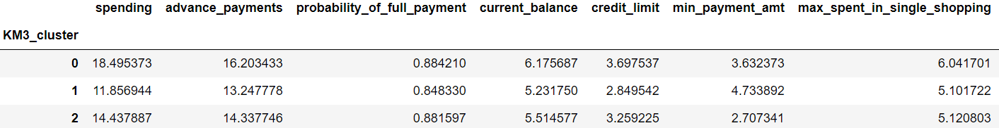 spending advance_payments probability_of_full_payment current_balance credit_limit min_payment_amt max_spent_in_single_shopping
KM3_cluster
0 18.495373 16.203433 0.884210 6.175687 3.697537 3.632373 6.041701
1 11.856944 13.247778 0.848330 5.231750 2.849542 4.733892 5.101722
2 14.437887 14.337746 0.881597 5.514577 3.259225 2.707341 5.120803